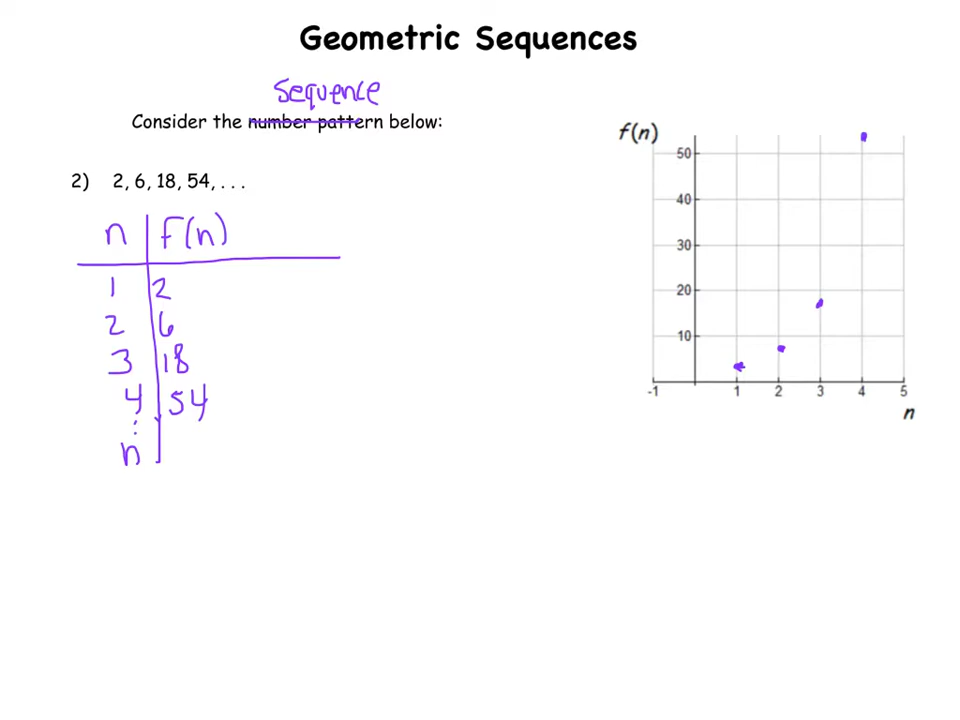 Geometric Sequences
sequence
Consider the number pattern below:
2) 2, 6, 18, 54, . . .
n f(n)
1 2
2 6
3 18
4 54
⋮
n
f(n)
50
40
30
20
10
-1 1 2 3 4 5
n